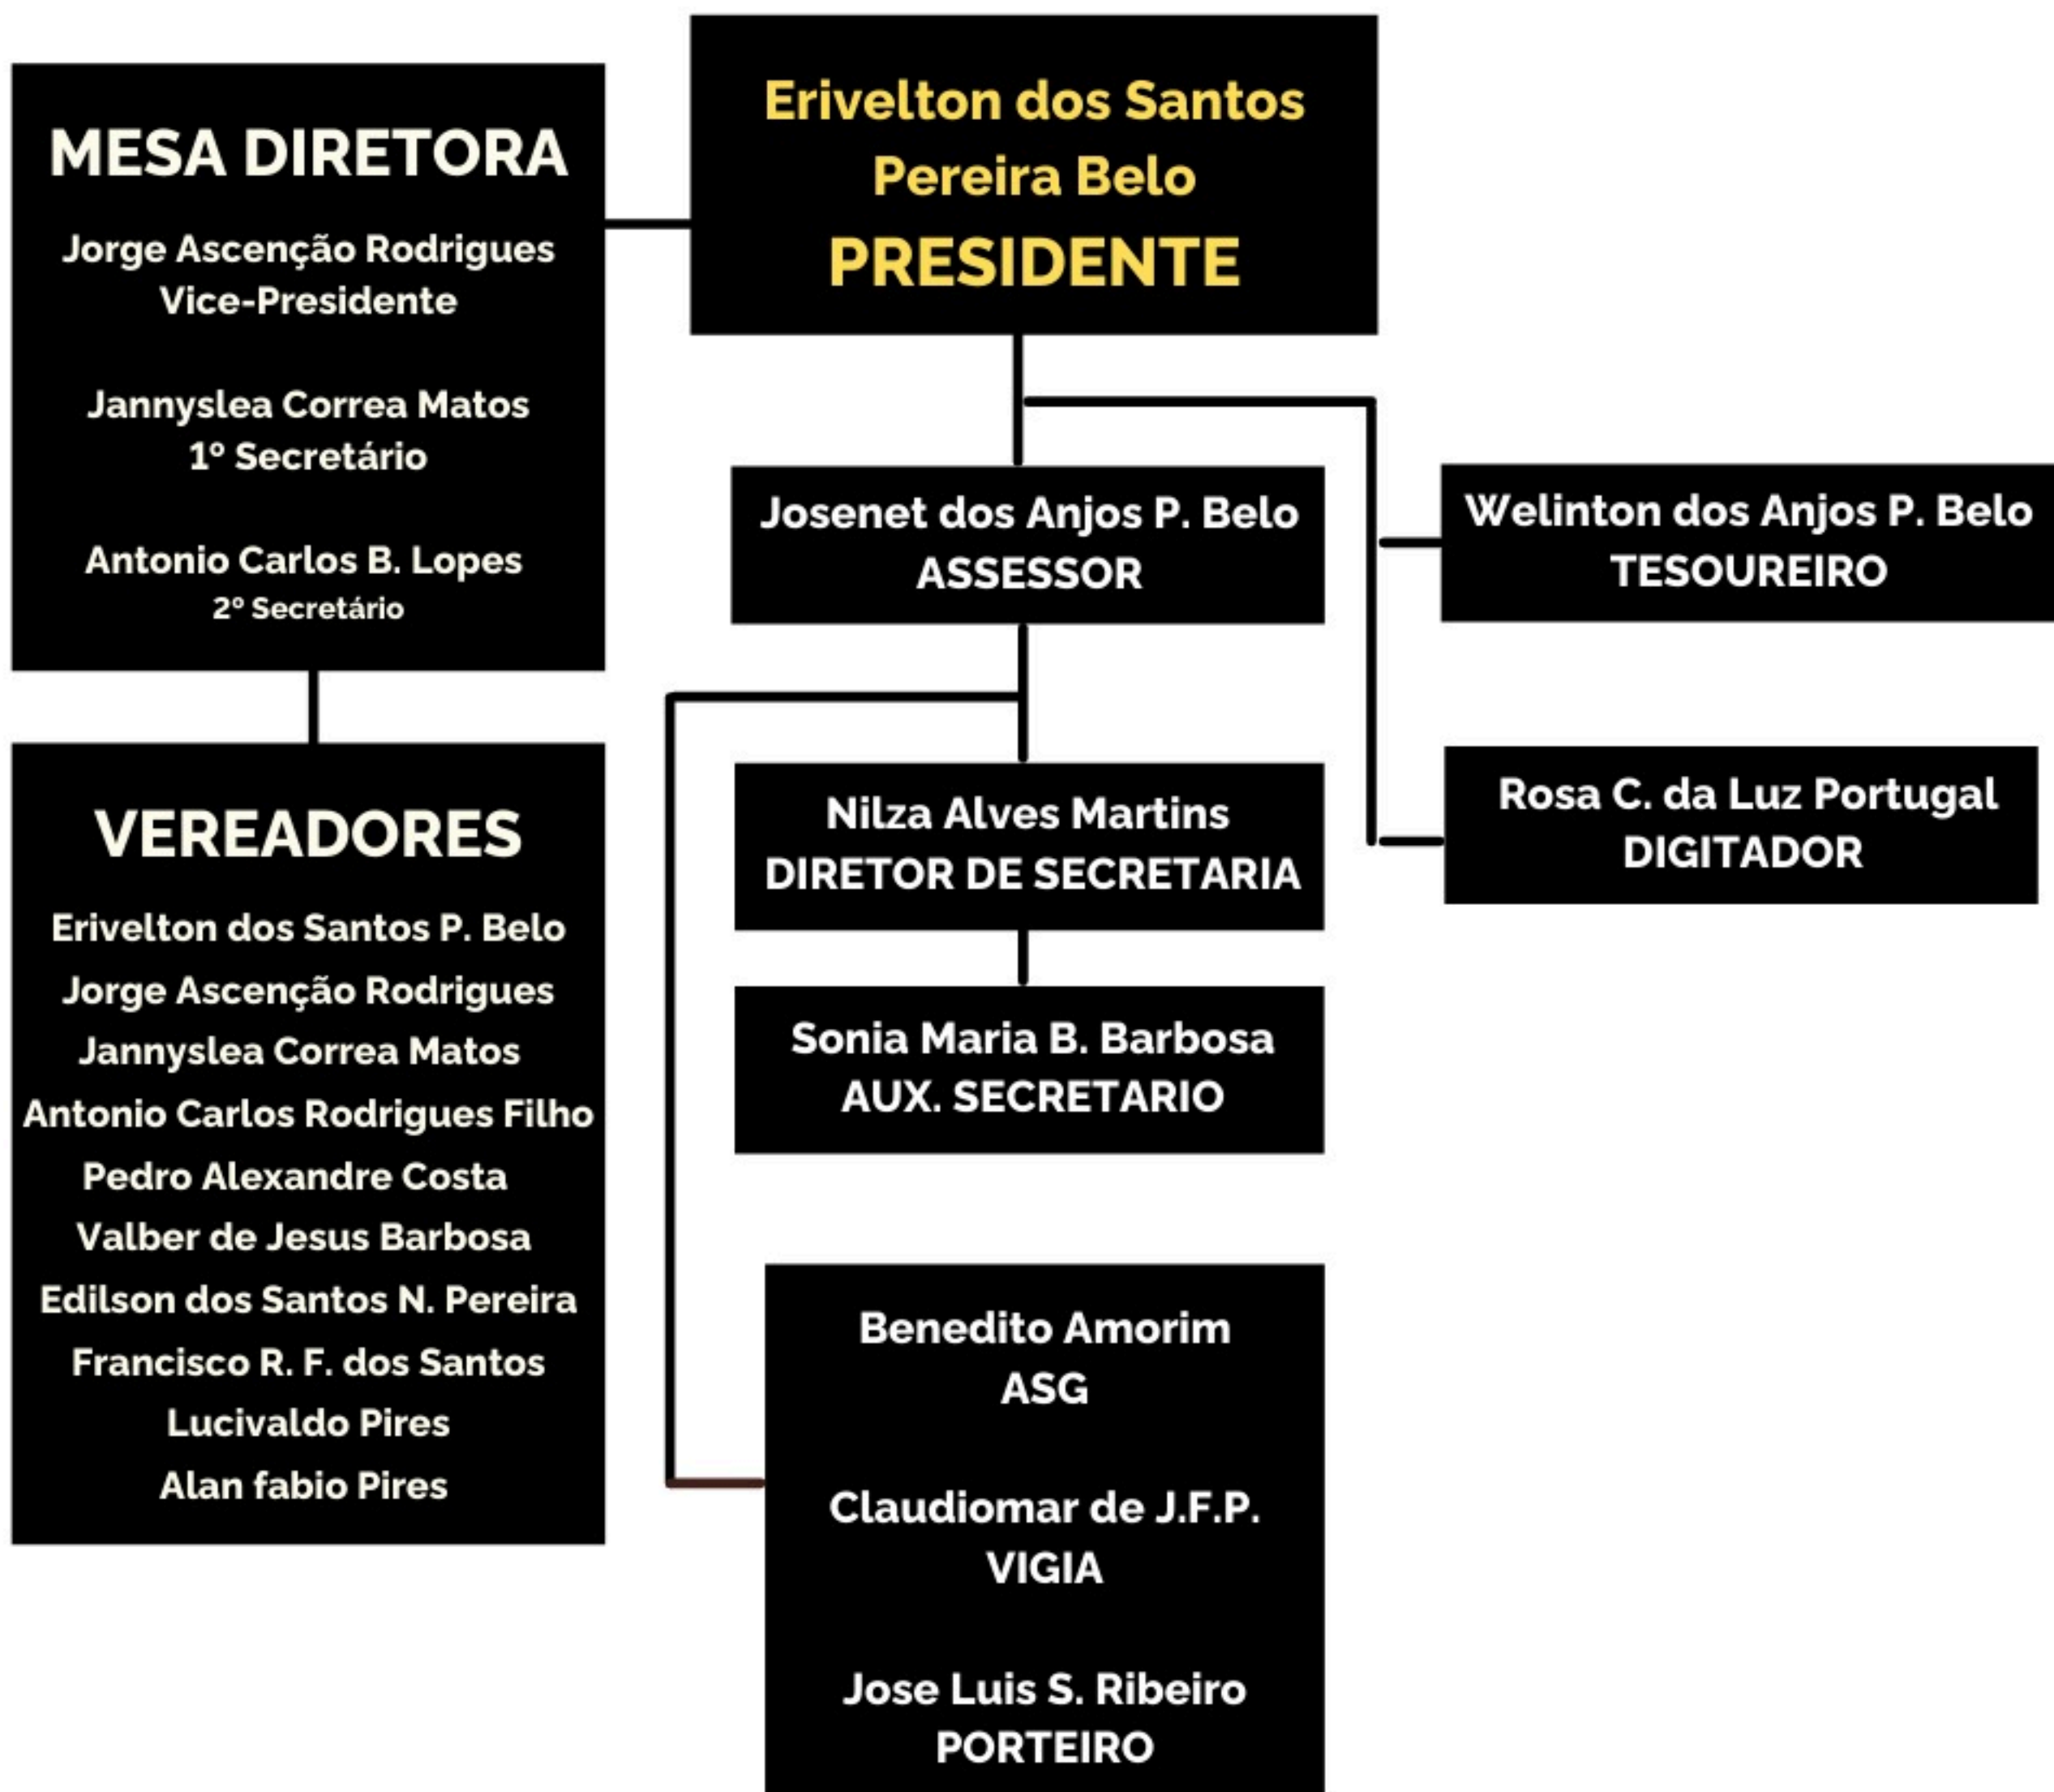 MESA DIRETORA
Jorge Ascenção Rodrigues
Vice-Presidente
Jannyslea Correa Matos
1º Secretário
Antonio Carlos B. Lopes
2º Secretário
Erivelton dos Santos
Pereira Belo
PRESIDENTE
Josenet dos Anjos P. Belo
ASSESSOR
Welinton dos Anjos P. Belo
TESOUREIRO
VEREADORES
Erivelton dos Santos P. Belo
Jorge Ascenção Rodrigues
Jannyslea Correa Matos
Antonio Carlos Rodrigues Filho
Pedro Alexandre Costa
Valber de Jesus Barbosa
Edilson dos Santos N. Pereira
Francisco R. F. dos Santos
Lucivaldo Pires
Alan fabio Pires
Nilza Alves Martins
DIRETOR DE SECRETARIA
Rosa C. da Luz Portugal
DIGITADOR
Sonia Maria B. Barbosa
AUX. SECRETARIO
Benedito Amorim
ASG
Claudiomar de J.F.P.
VIGIA
Jose Luis S. Ribeiro
PORTEIRO